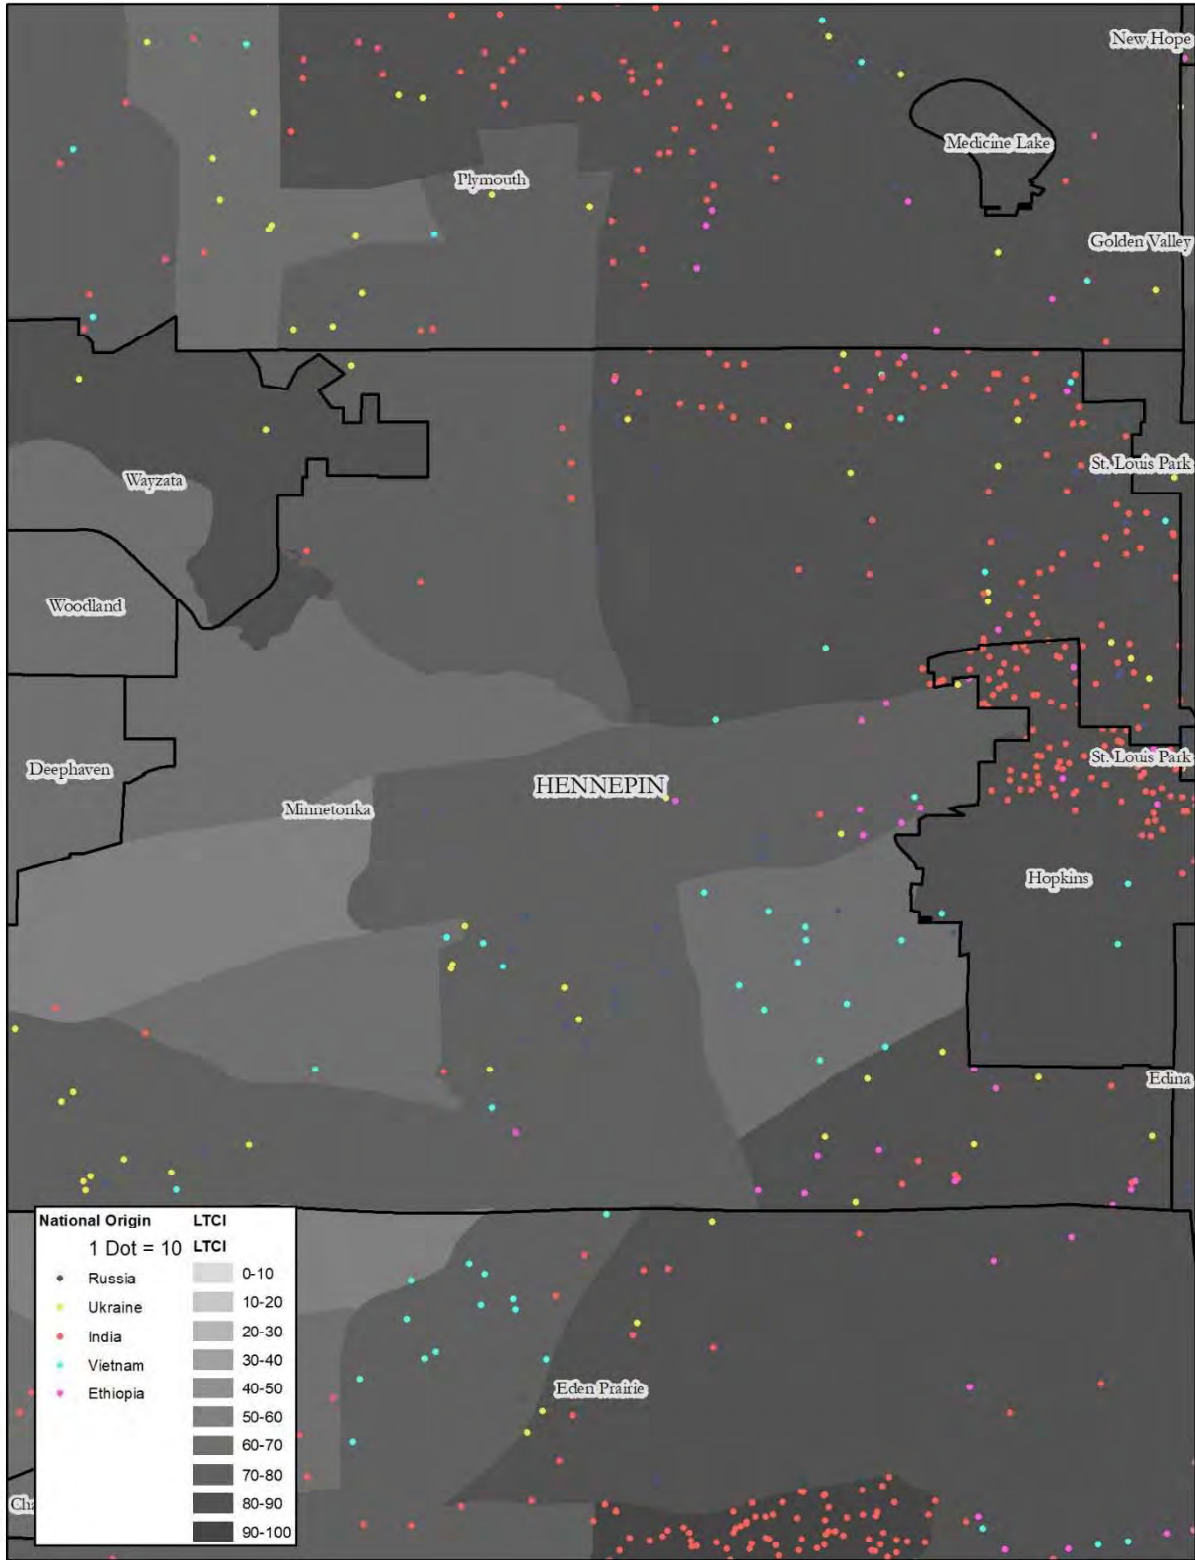 New Hope
Medicine Lake
Plymouth
Golden Valley
St. Louis Park
Wayzata
Woodland
Deephaven
HENNEPIN
St. Louis Park
Minnetonka
Hopkins
Edina
Eden Prairie
Cha
National Origin
1 Dot = 10
Russia
Ukraine
India
Vietnam
Ethiopia
LTCI
LTCI
0-10
10-20
20-30
30-40
40-50
50-60
60-70
70-80
80-90
90-100